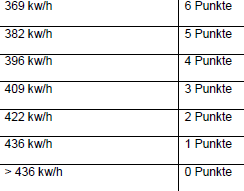 369 kw/h 6 Punkte
382 kw/h 5 Punkte
396 kw/h 4 Punkte
409 kw/h 3 Punkte
422 kw/h 2 Punkte
436 kw/h 1 Punkte
> 436 kw/h 0 Punkte